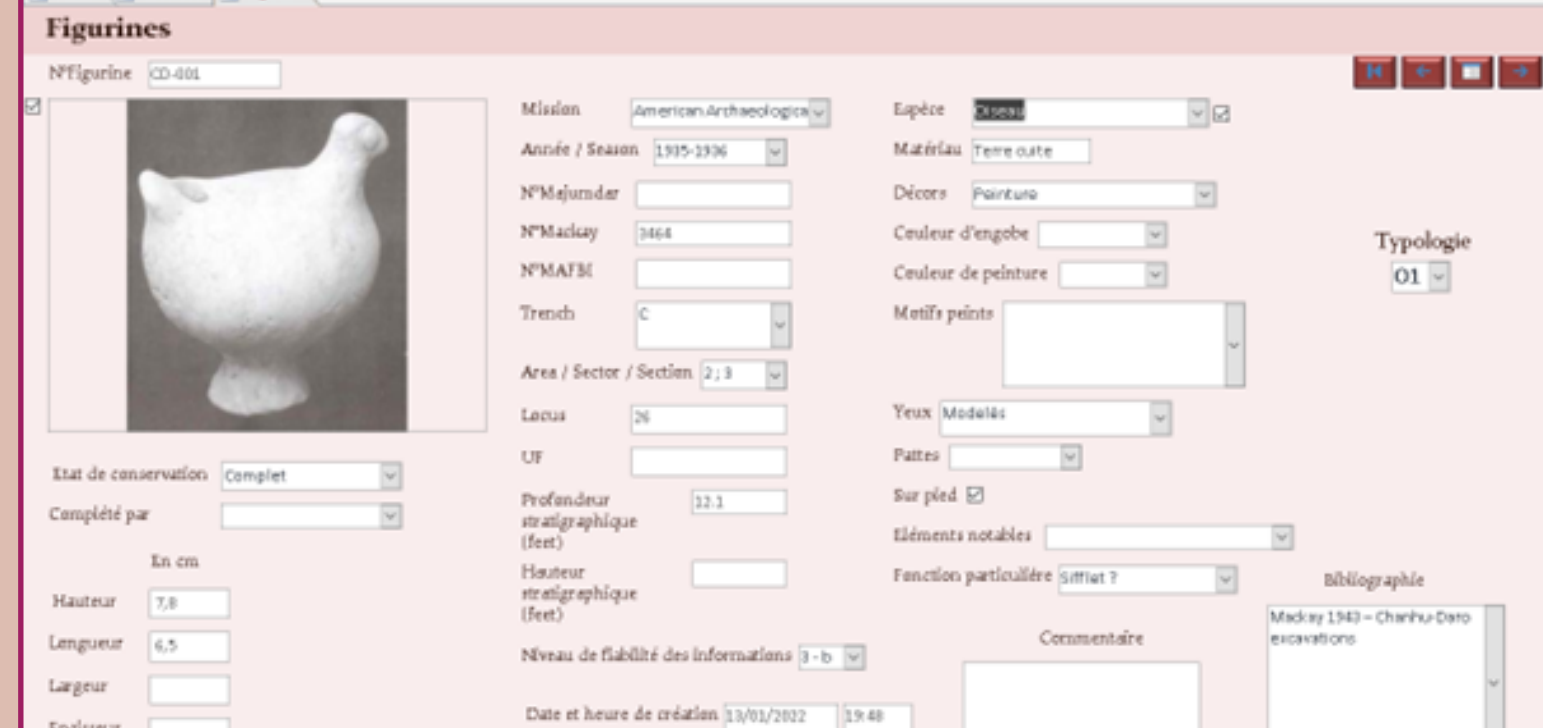 Figurines
N°Figurine CD-001
Mission American Archaeologica
Année / Season 1935-1936
N°Majumdar
N°Mackay 3464
N°MAFBI
Trench C
Area / Sector / Section 2 ; 3
Locus 26
UF
Profondeur stratigraphique (feet) 12.1
Hauteur stratigraphique (feet)
Niveau de fiabilité des informations 3 - b
Date et heure de création 13/01/2022 19:48
Espèce Oiseau
Matériau Terre cuite
Décors Peinture
Couleur d'engobe
Couleur de peinture
Motifs peints
Yeux Modelés
Pattes
Sur pied
Eléments notables
Fonction particulière Sifflet ?
Commentaire
Typologie
01
Bibliographie
Mackay 1943 – Chanhu-Daro
excavations
Etat de conservation Complet
Complété par
En cm
Hauteur 7,8
Longueur 6,5
Largeur